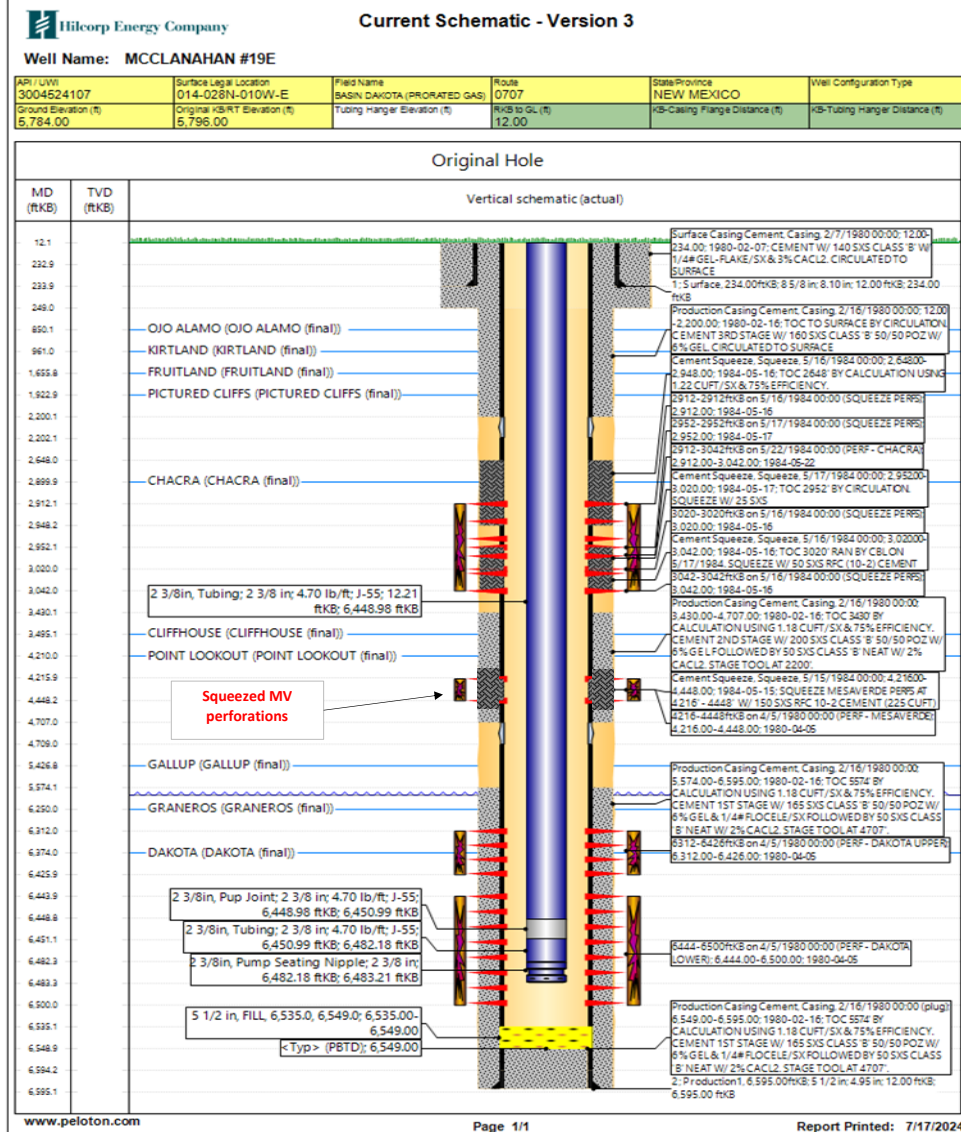 Hilcorp Energy Company
Current Schematic - Version 3
Well Name: MCCLANAHAN #19E
API / UWI
3004524107
Surface Legal Location
014-028N-010W-E
Field Name
BASIN DAKOTA (PRORATED GAS)
Route
0707
State/Province
NEW MEXICO
Well Configuration Type
Ground Elevation (ft)
5,784.00
Original KB/RT Elevation (ft)
5,796.00
Tubing Hanger Elevation (ft)
RKB to GL (ft)
12.00
KB-Casing Flange Distance (ft)
KB-Tubing Hanger Distance (ft)
Original Hole
MD
(ftKB)
TVD
(ftKB)
Vertical schematic (actual)
12.1
232.9
233.9
249.0
850.1
961.0
1,655.8
1,922.9
2,200.1
2,202.1
2,648.0
2,899.9
2,912.1
2,948.2
2,952.1
3,020.0
3,042.0
3,430.1
3,495.1
4,210.0
4,215.9
4,448.2
4,707.0
4,709.0
5,426.8
5,574.1
6,250.0
6,312.0
6,374.0
6,425.9
6,443.9
6,448.8
6,451.1
6,482.3
6,483.3
6,500.0
6,535.1
6,548.9
6,594.2
6,595.1
OJO ALAMO (OJO ALAMO (final))
KIRTLAND (KIRTLAND (final))
FRUITLAND (FRUITLAND (final))
PICTURED CLIFFS (PICTURED CLIFFS (final))
CHACRA (CHACRA (final))
2 3/8in, Tubing; 2 3/8 in; 4.70 lb/ft; J-55; 12.21
ftKB; 6,448.98 ftKB
CLIFFHOUSE (CLIFFHOUSE (final))
POINT LOOKOUT (POINT LOOKOUT (final))
Squeezed MV
perforations
GALLUP (GALLUP (final))
GRANEROS (GRANEROS (final))
DAKOTA (DAKOTA (final))
2 3/8in, Pup Joint; 2 3/8 in; 4.70 lb/ft; J-55;
6,448.98 ftKB; 6,450.99 ftKB
2 3/8in, Tubing; 2 3/8 in; 4.70 lb/ft; J-55;
6,450.99 ftKB; 6,482.18 ftKB
2 3/8in, Pump Seating Nipple; 2 3/8 in;
6,482.18 ftKB; 6,483.21 ftKB
5 1/2 in, FILL, 6,535.0, 6,549.0; 6,535.00-
6,549.00
<Typ> (PBTD); 6,549.00
Surface Casing Cement, Casing, 2/7/1980 00:00; 12.00-
234.00; 1980-02-07; CEMENT W/ 140 SXS CLASS 'B' W/
1/4# GEL-FLAKE/SX & 3% CACL2. CIRCULATED TO
SURFACE
1; Surface, 234.00ftKB; 8 5/8 in; 8.10 in; 12.00 ftKB; 234.00
ftKB
Production Casing Cement, Casing, 2/16/1980 00:00; 12.00
-2,200.00; 1980-02-16; TOC TO SURFACE BY CIRCULATION.
CEMENT 3RD STAGE W/ 160 SXS CLASS 'B' 50/50 POZ W/
6% GEL. CIRCULATED TO SURFACE
Cement Squeeze, Squeeze, 5/16/1984 00:00; 2,648.00-
2,948.00; 1984-05-16; TOC 2648' BY CALCULATION USING
1.22 CUFT/SX & 75% EFFICIENCY.
2912-2912ftKB on 5/16/1984 00:00 (SQUEEZE PERFS);
2,912.00; 1984-05-16
2952-2952ftKB on 5/17/1984 00:00 (SQUEEZE PERFS);
2,952.00; 1984-05-17
2912-3042ftKB on 5/22/1984 00:00 (PERF - CHACRA);
2,912.00-3,042.00; 1984-05-22
Cement Squeeze, Squeeze, 5/17/1984 00:00; 2,952.00-
3,020.00; 1984-05-17; TOC 2952' BY CIRCULATION.
SQUEEZE W/ 25 SXS
3020-3020ftKB on 5/16/1984 00:00 (SQUEEZE PERFS);
3,020.00; 1984-05-16
Cement Squeeze, Squeeze, 5/16/1984 00:00; 3,020.00-
3,042.00; 1984-05-16; TOC 3020' RAN BY CBL ON
5/17/1984. SQUEEZE W/ 50 SXS RFC (10-2) CEMENT
3042-3042ftKB on 5/16/1984 00:00 (SQUEEZE PERFS);
3,042.00; 1984-05-16
Production Casing Cement, Casing, 2/16/1980 00:00;
3,430.00-4,707.00; 1980-02-16; TOC 3430' BY
CALCULATION USING 1.18 CUFT/SX & 75% EFFICIENCY.
CEMENT 2ND STAGE W/ 200 SXS CLASS 'B' 50/50 POZ W/
6% GEL FOLLOWED BY 50 SXS CLASS 'B' NEAT W/ 2%
CACL2. STAGE TOOL AT 2200'.
Cement Squeeze, Squeeze, 5/15/1984 00:00; 4,216.00-
4,448.00; 1984-05-15; SQUEEZE MESAVERDE PERFS AT
4216' - 4448' W/ 150 SXS RFC 10-2 CEMENT (225 CUFT)
4216-4448ftKB on 4/5/1980 00:00 (PERF - MESAVERDE);
4,216.00-4,448.00; 1980-04-05
Production Casing Cement, Casing, 2/16/1980 00:00;
5,574.00-6,595.00; 1980-02-16; TOC 5574' BY
CALCULATION USING 1.18 CUFT/SX & 75% EFFICIENCY.
CEMENT 1ST STAGE W/ 165 SXS CLASS 'B' 50/50 POZ W/
6% GEL & 1/4# FLOCELE/SX FOLLOWED BY 50 SXS CLASS
'B' NEAT W/ 2% CACL2. STAGE TOOL AT 4707'.
6312-6426ftKB on 4/5/1980 00:00 (PERF - DAKOTA UPPER);
6,312.00-6,426.00; 1980-04-05
6444-6500ftKB on 4/5/1980 00:00 (PERF - DAKOTA
LOWER); 6,444.00-6,500.00; 1980-04-05
Production Casing Cement, Casing, 2/16/1980 00:00 (plug);
6,549.00-6,595.00; 1980-02-16; TOC 5574' BY
CALCULATION USING 1.18 CUFT/SX & 75% EFFICIENCY.
CEMENT 1ST STAGE W/ 165 SXS CLASS 'B' 50/50 POZ W/
6% GEL & 1/4# FLOCELE/SX FOLLOWED BY 50 SXS CLASS
'B' NEAT W/ 2% CACL2. STAGE TOOL AT 4707'.
2; Production1, 6,595.00ftKB; 5 1/2 in; 4.95 in; 12.00 ftKB;
6,595.00 ftKB
www.peloton.com
Page 1/1
Report Printed: 7/17/2024